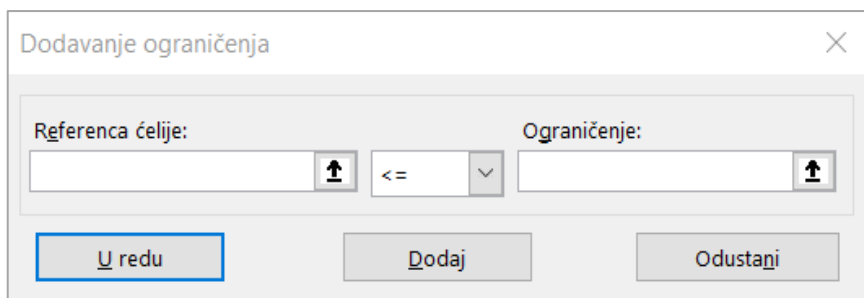 Dodavanje ograničenja
Referenca ćelije: Ograničenje:
<=
U redu Dodaj Odustani